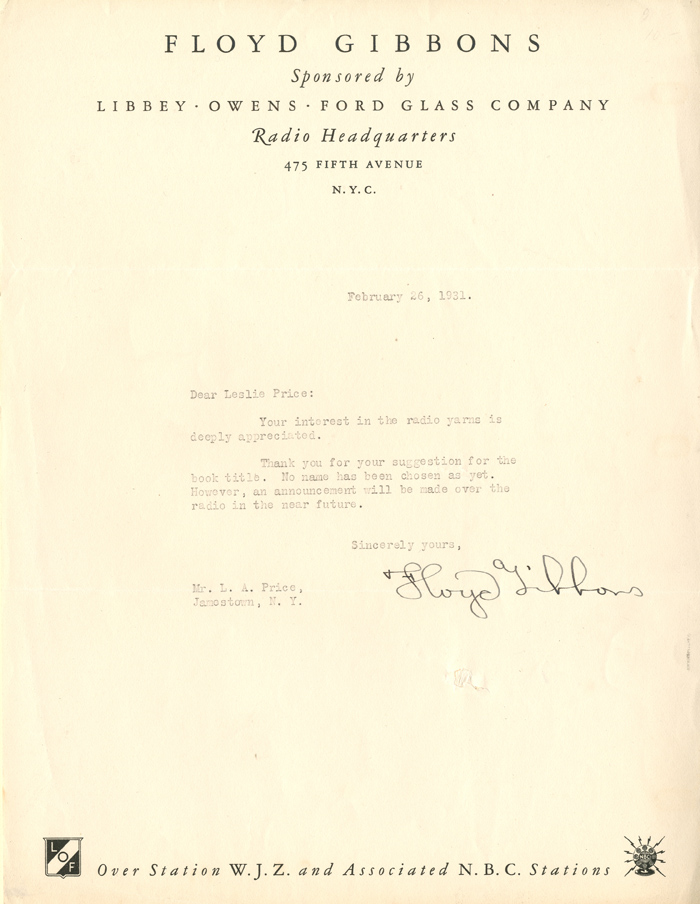 FLOYD GIBBONS
Sponsored by
LIBBEY · OWENS · FORD GLASS COMPANY
Radio Headquarters
475 FIFTH AVENUE
N.Y.C.
February 26, 1931.
Dear Leslie Price:
Your interest in the radio yarns is
deeply appreciated.
Thank you for your suggestion for the
book title. No name has been chosen as yet.
However, an announcement will be made over the
radio in the near future.
Sincerely yours,
Floyd Gibbons
Mr. L. A. Price,
Jamestown, N. Y.
LOF
Over Station W.J.Z. and Associated N.B.C. Stations
NBC